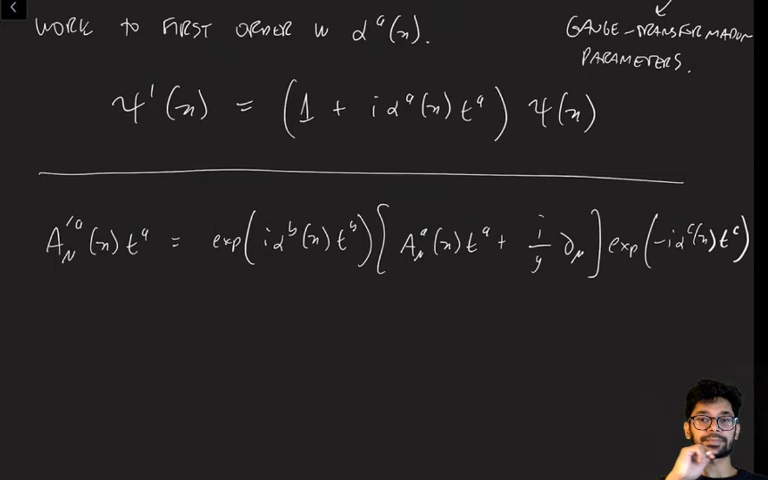 WORK TO FIRST ORDER IN α^a(x).
GAUGE-TRANSFORMATION
PARAMETERS.
ψ'(x) = (1 + iα^a(x)t^a) ψ(x)
A'^a_μ(x)t^a = exp(iα^b(x)t^b)[A^a_μ(x)t^a + i/g ∂_μ]exp(-iα^c(x)t^c)